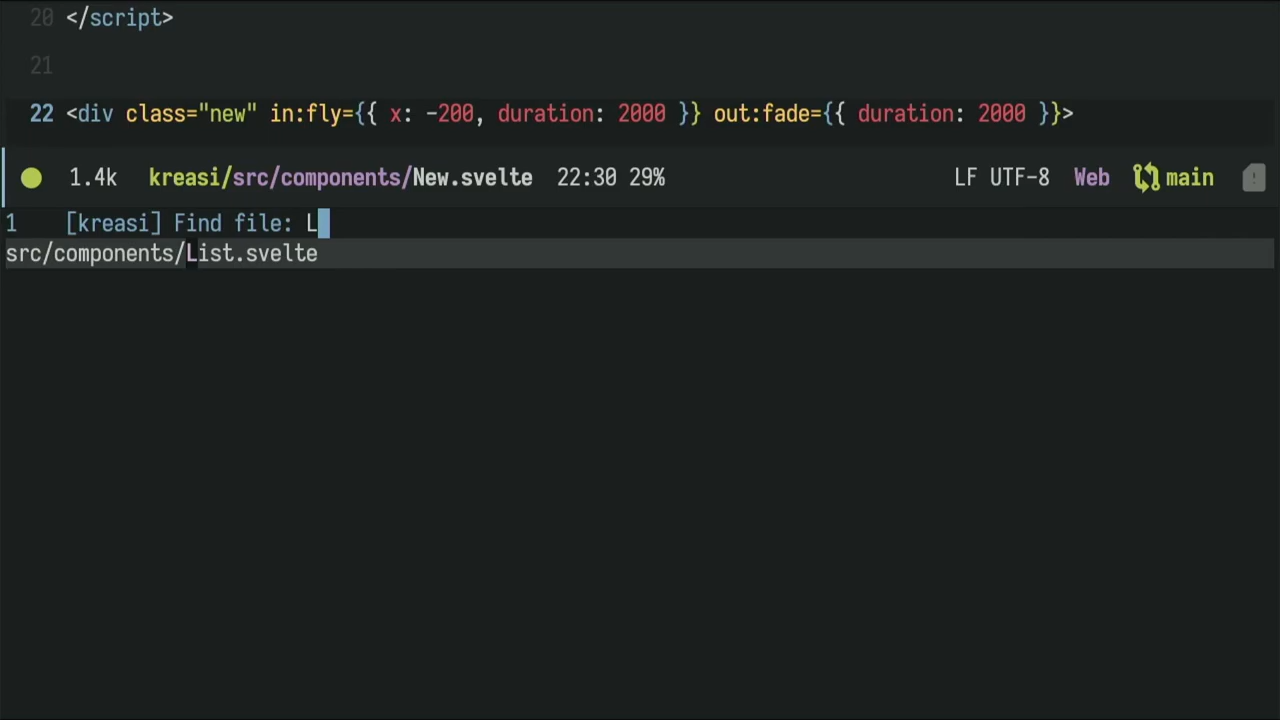 20 </script>
21
22 <div class="new" in:fly={{ x: -200, duration: 2000 }} out:fade={{ duration: 2000 }}>
1.4k kreasi/src/components/New.svelte 22:30 29% LF UTF-8 Web main !
1 [kreasi] Find file: L
src/components/List.svelte